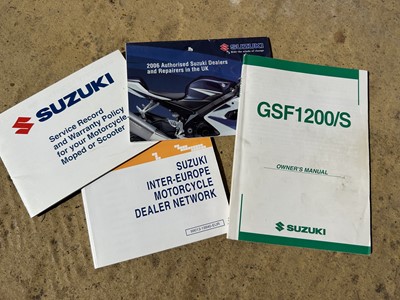 SUZUKI
Service Record
and Warranty Policy
for your Motorcycle,
Moped or Scooter
SUZUKI
2006 Authorised Suzuki Dealers
and Repairers in the UK
SUZUKI
INTER-EUROPE
MOTORCYCLE
DEALER NETWORK
GSF1200/S
OWNER'S MANUAL
SUZUKI